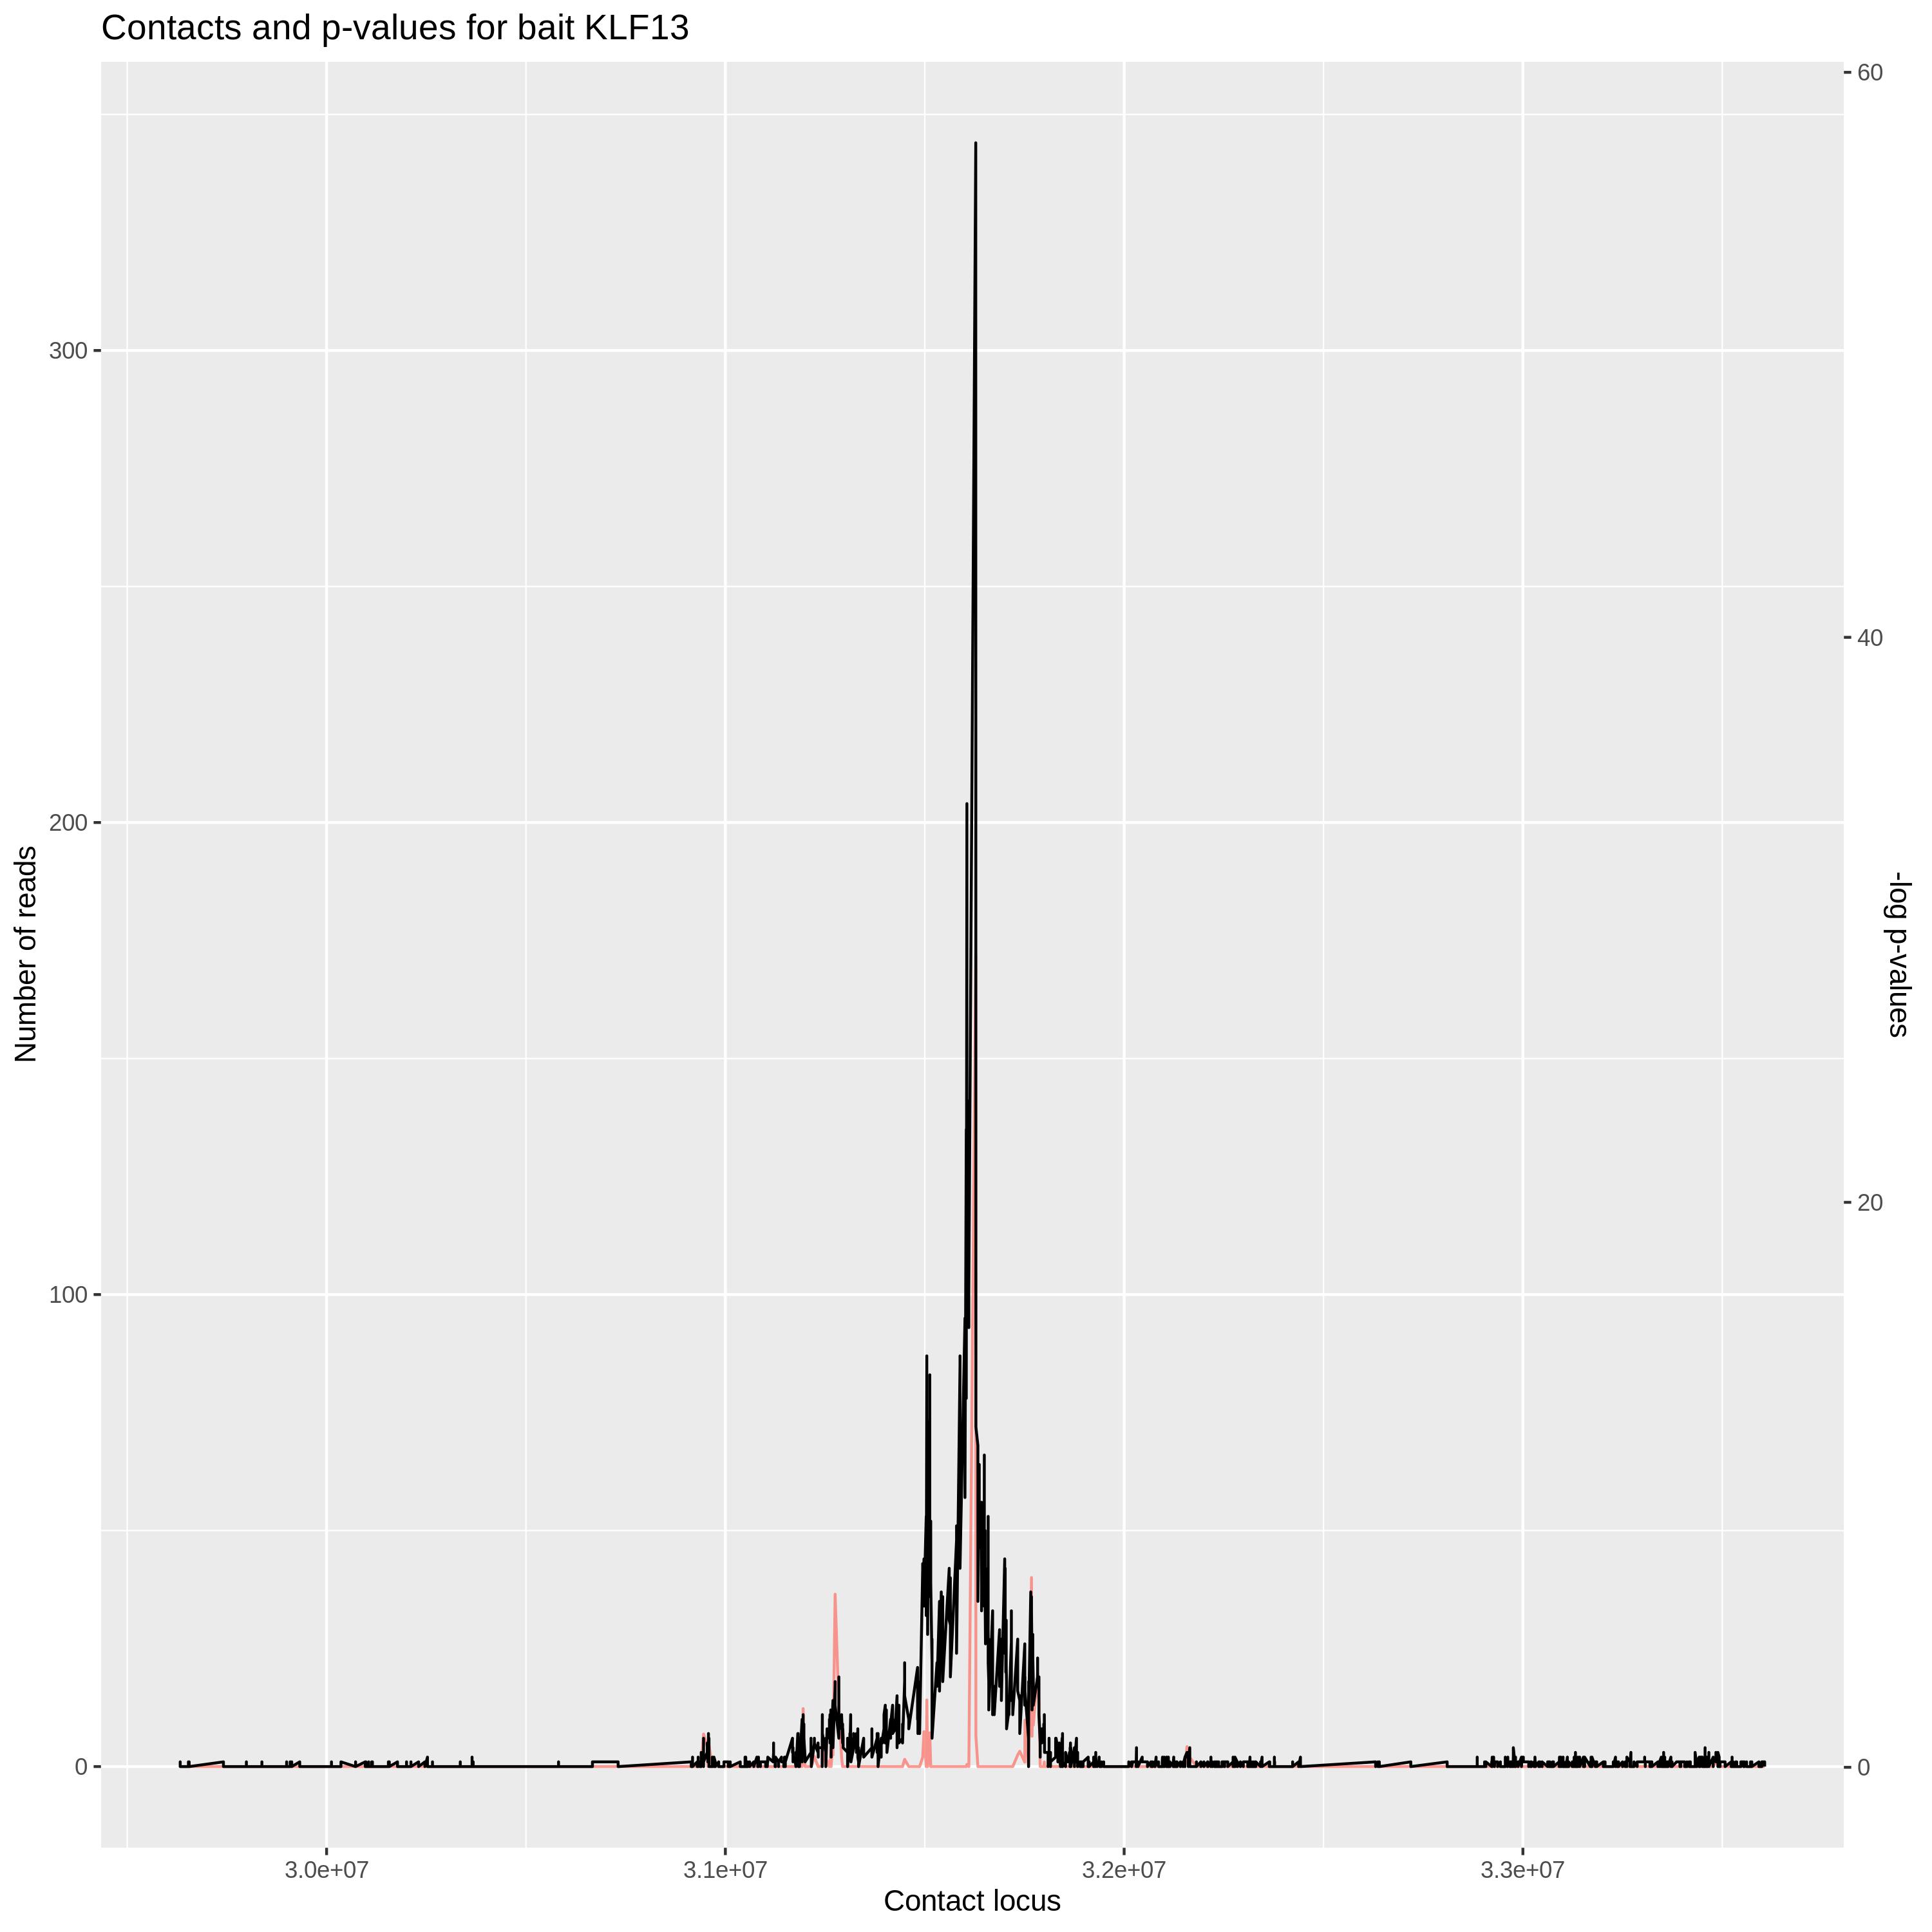 Contacts and p-values for bait KLF13
60
300
40
200
Number of reads
-log p-values
20
100
0
0
3.0e+07
3.1e+07
3.2e+07
3.3e+07
Contact locus